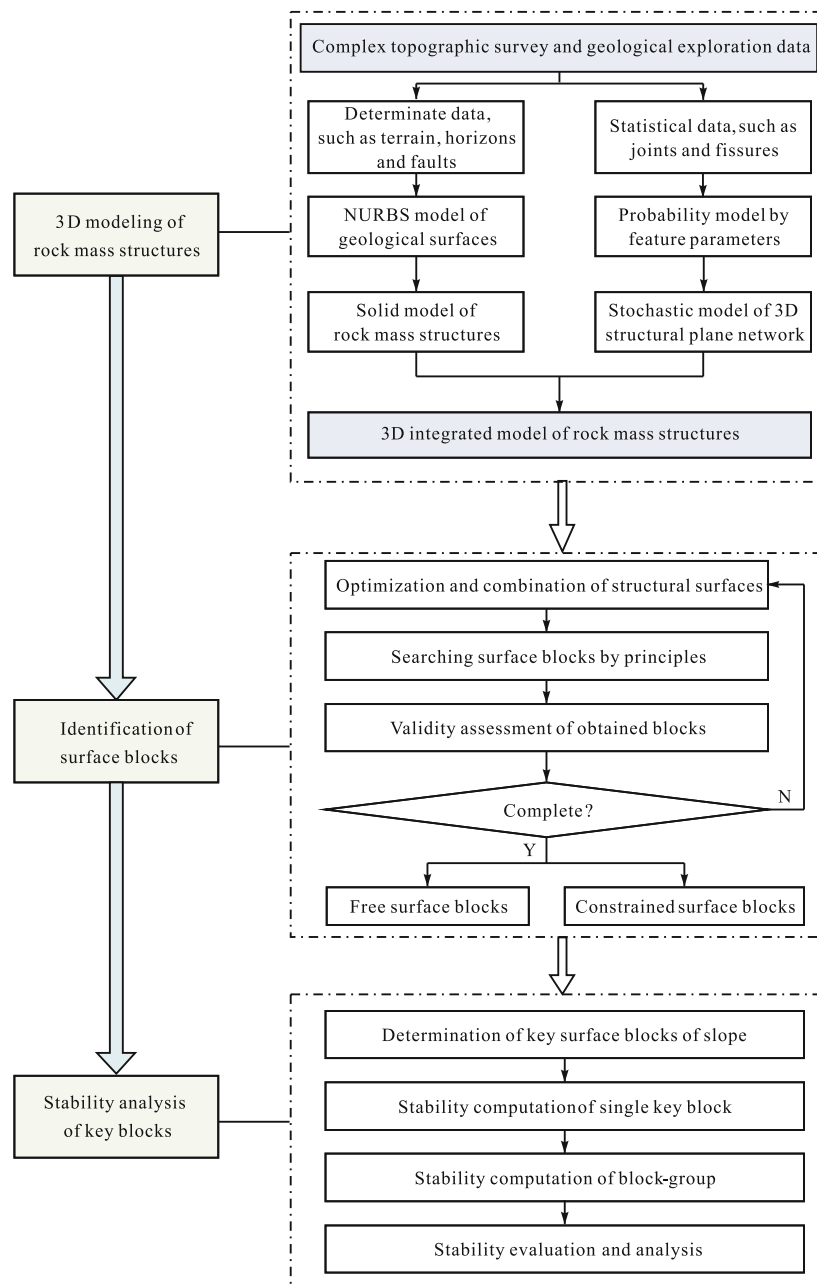 Complex topographic survey and geological exploration data
Determinate data,
such as terrain, horizons
and faults
Statistical data, such as
joints and fissures
3D modeling of
rock mass structures
NURBS model of
geological surfaces
Probability model by
feature parameters
Solid model of
rock mass structures
Stochastic model of 3D
structural plane network
3D integrated model of rock mass structures
Optimization and combination of structural surfaces
Searching surface blocks by principles
Identification of
surface blocks
Validity assessment of obtained blocks
Complete?
N
Y
Free surface blocks
Constrained surface blocks
Determination of key surface blocks of slope
Stability analysis
of key blocks
Stability computation of single key block
Stability computation of block-group
Stability evaluation and analysis